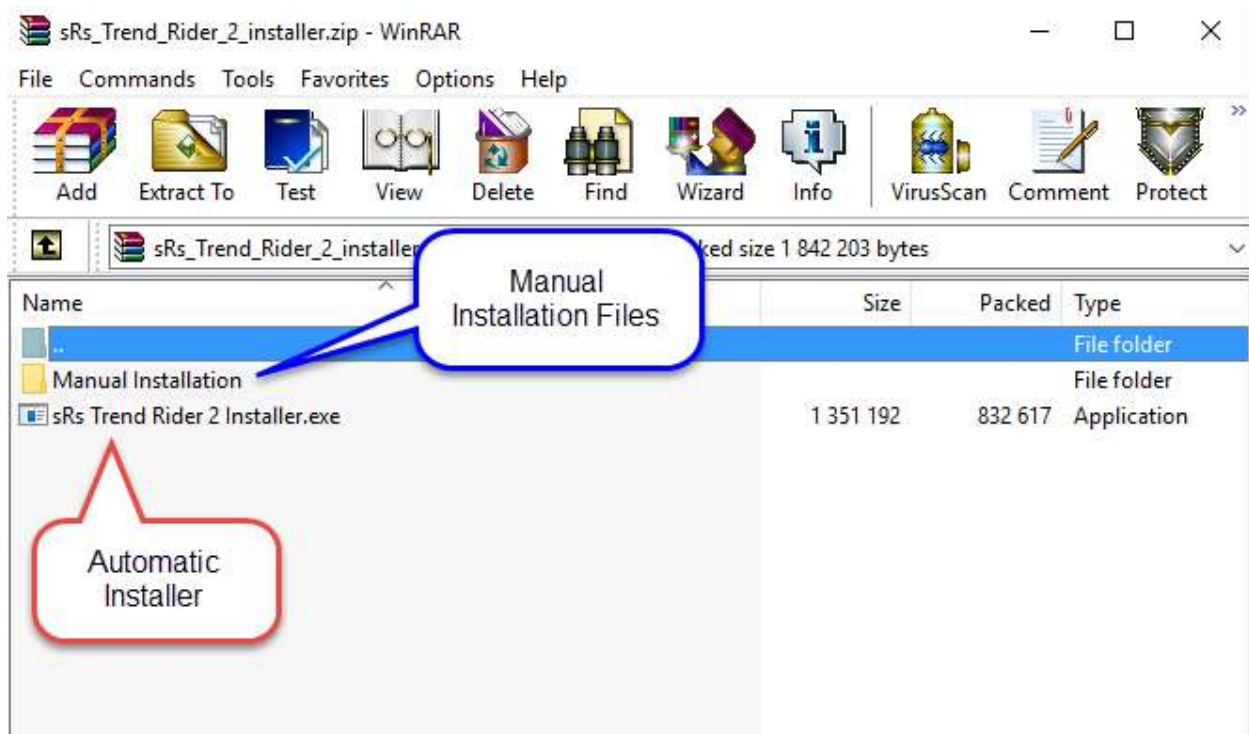 sRs_Trend_Rider_2_installer.zip - WinRAR
File Commands Tools Favorites Options Help
Add Extract To Test View Delete Find Wizard Info VirusScan Comment Protect
sRs_Trend_Rider_2_installer size 1 842 203 bytes
Manual
Installation Files
Name Size Packed Type
.. File folder
Manual Installation File folder
sRs Trend Rider 2 Installer.exe 1 351 192 832 617 Application
Automatic
Installer